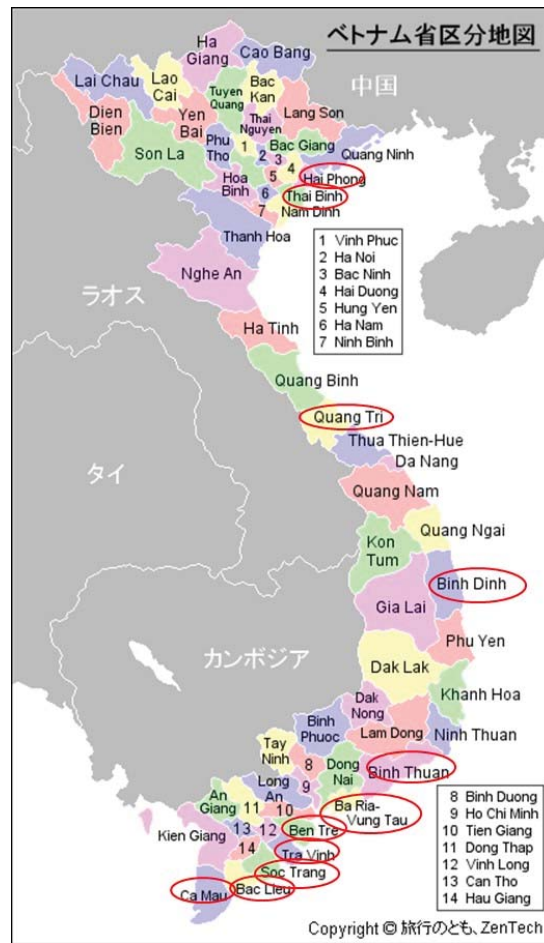 ベトナム省区分地図
Ha
Giang
Cao Bang
中国
Lai Chau
Lao
Cai
Tuyen
Quang
Bac
Kan
Lang Son
Dien
Bien
Yen
Bai
Thai
Nguyen
Son La
Phu
Tho
1
2
3
4
Bac Giang
Quang Ninh
Hoa
Binh
5
Hai Phong
6
Thai Binh
7
Nam Dinh
Thanh Hoa
1 Vinh Phuc
2 Ha Noi
3 Bac Ninh
4 Hai Duong
5 Hung Yen
6 Ha Nam
7 Ninh Binh
Nghe An
ラオス
Ha Tinh
Quang Binh
Quang Tri
Thua Thien-Hue
Da Nang
タイ
Quang Nam
Quang Ngai
Kon
Tum
Binh Dinh
Gia Lai
カンボジア
Phu Yen
Dak Lak
Khanh Hoa
Dak
Nong
Binh
Phuoc
Lam Dong
Ninh Thuan
Tay
Ninh
8
Dong
Nai
Binh Thuan
Long
An
9
An
Giang
11
10
Ba Ria-
Vung Tau
Kien Giang
13
12
Ben Tre
14
Tra Vinh
Soc Trang
Ca Mau
Bac Lieu
8 Binh Duong
9 Ho Chi Minh
10 Tien Giang
11 Dong Thap
12 Vinh Long
13 Can Tho
14 Hau Giang
Copyright © 旅行のとも、ZenTech